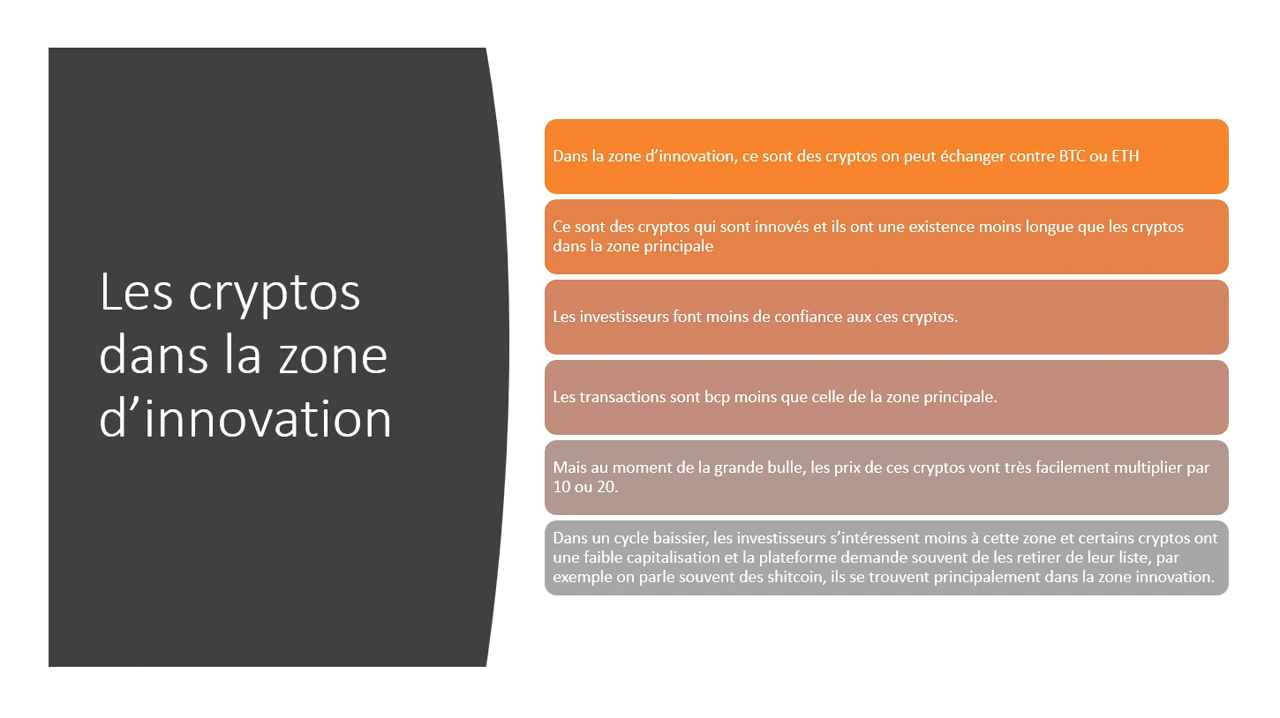 Les cryptos
dans la zone
d’innovation
Dans la zone d’innovation, ce sont des cryptos on peut échanger contre BTC ou ETH
Ce sont des cryptos qui sont innovés et ils ont une existence moins longue que les cryptos
dans la zone principale
Les investisseurs font moins de confiance aux ces cryptos.
Les transactions sont bcp moins que celle de la zone principale.
Mais au moment de la grande bulle, les prix de ces cryptos vont très facilement multiplier par
10 ou 20.
Dans un cycle baissier, les investisseurs s’intéressent moins à cette zone et certains cryptos ont
une faible capitalisation et la plateforme demande souvent de les retirer de leur liste, par
exemple on parle souvent des shitcoin, ils se trouvent principalement dans la zone innovation.